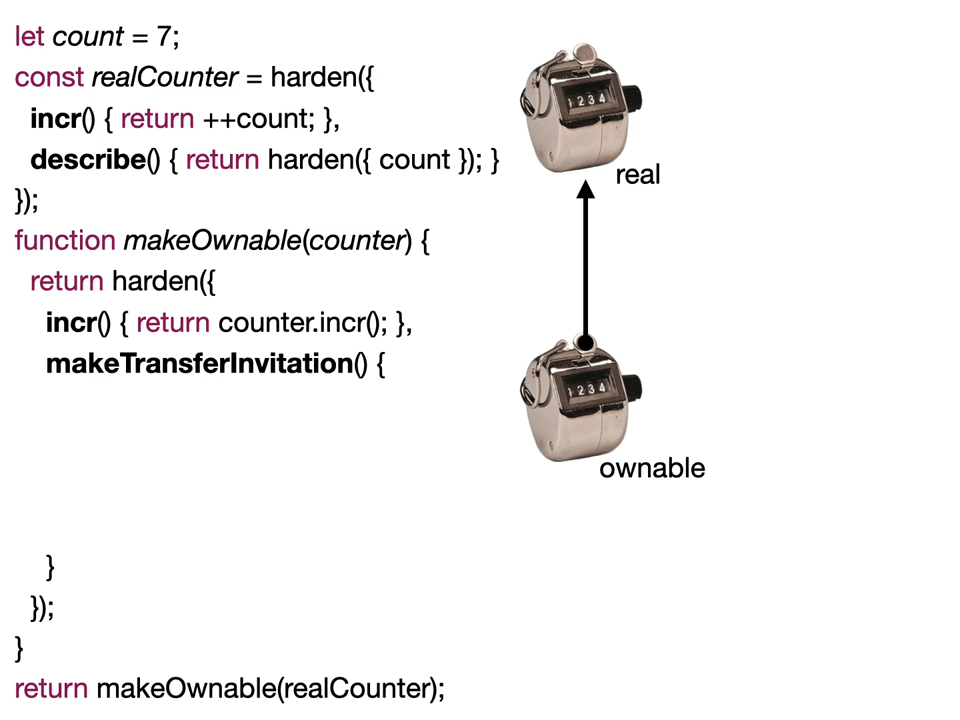 let count = 7;
const realCounter = harden({
incr() { return ++count; },
describe() { return harden({ count }); }
});
function makeOwnable(counter) {
return harden({
incr() { return counter.incr(); },
makeTransferInvitation() {
}
});
}
return makeOwnable(realCounter);
1234
real
1234
ownable